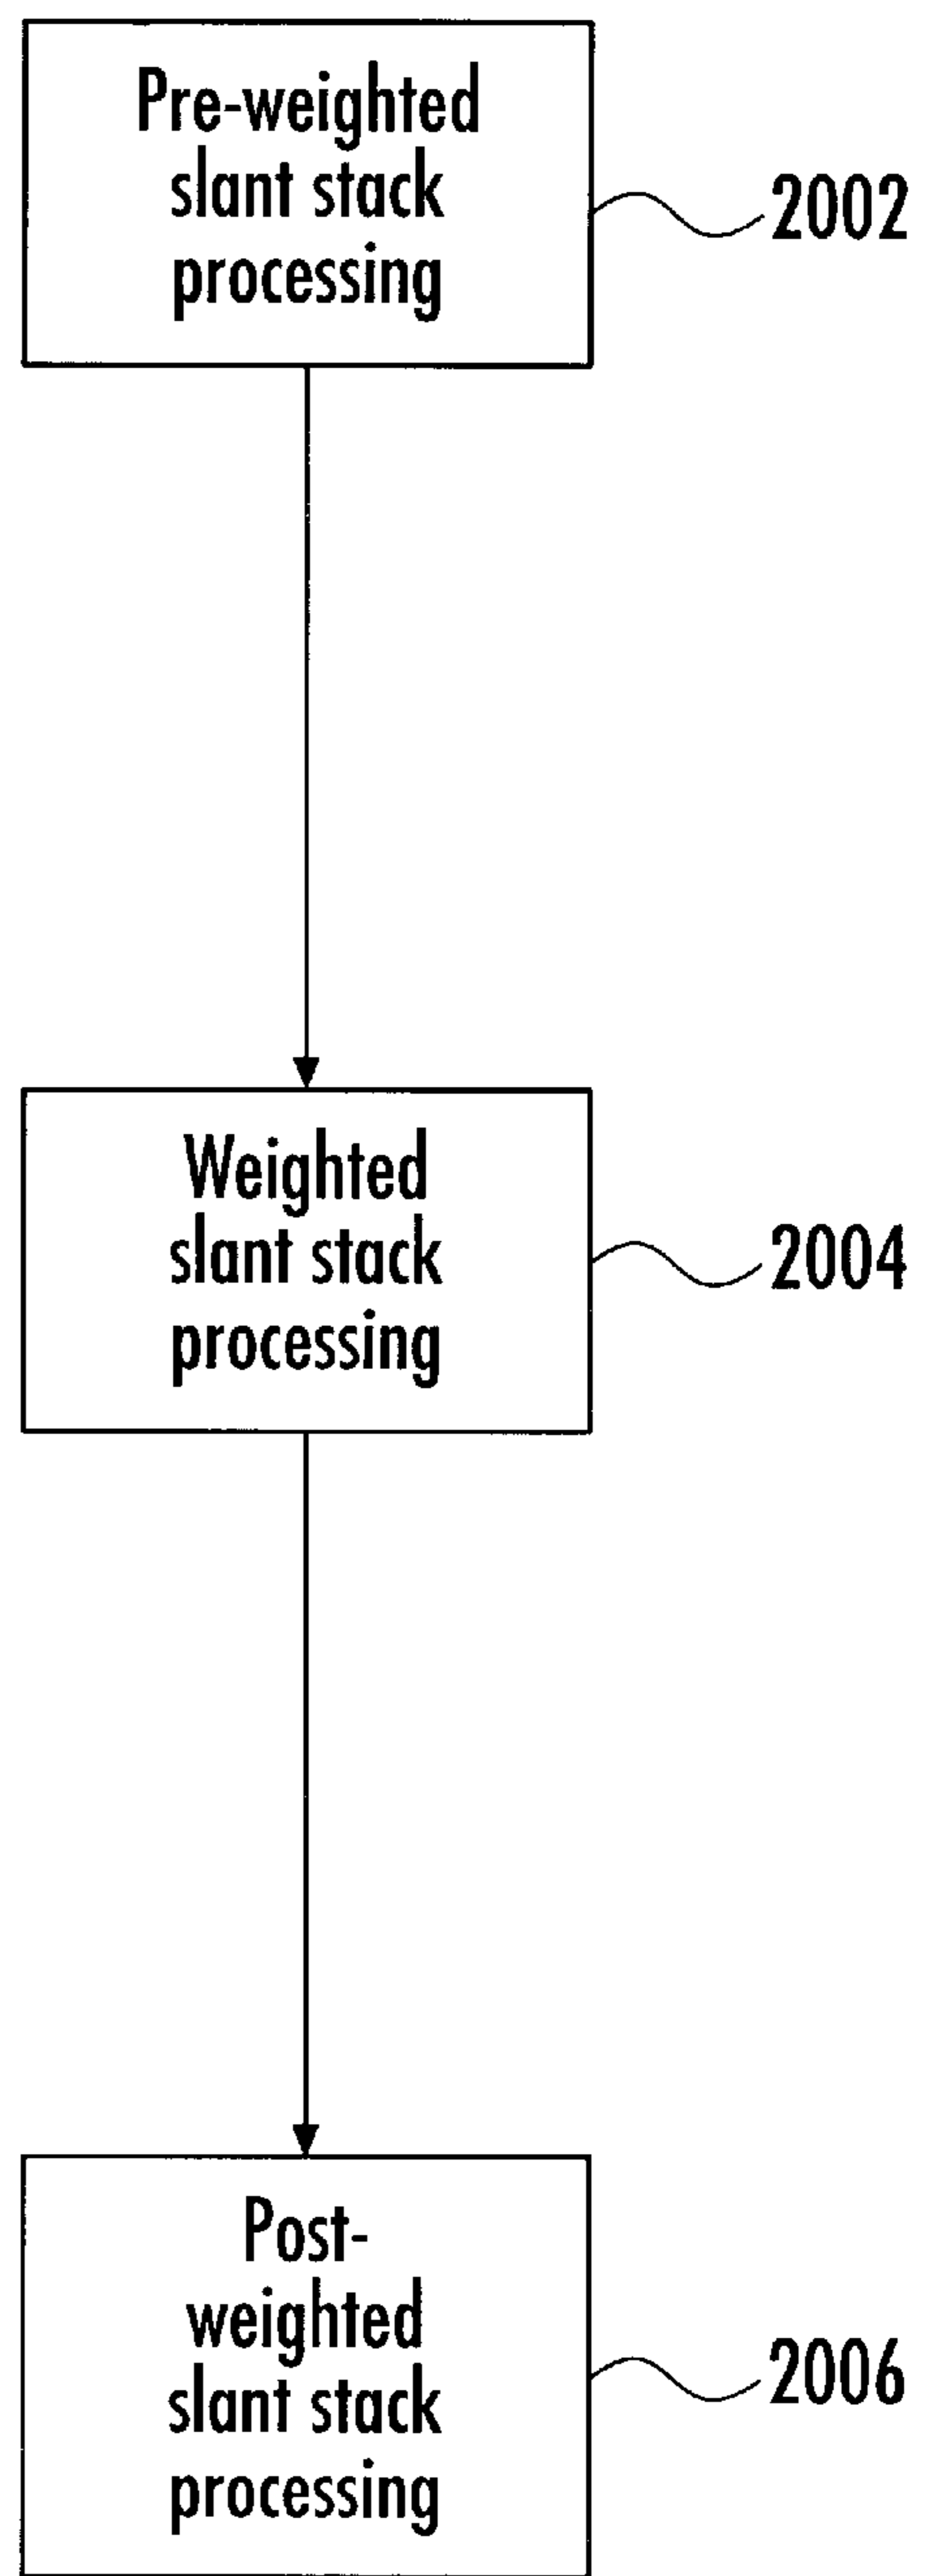 Pre-weighted
slant stack
processing
2002
Weighted
slant stack
processing
2004
Post-
weighted
slant stack
processing
2006